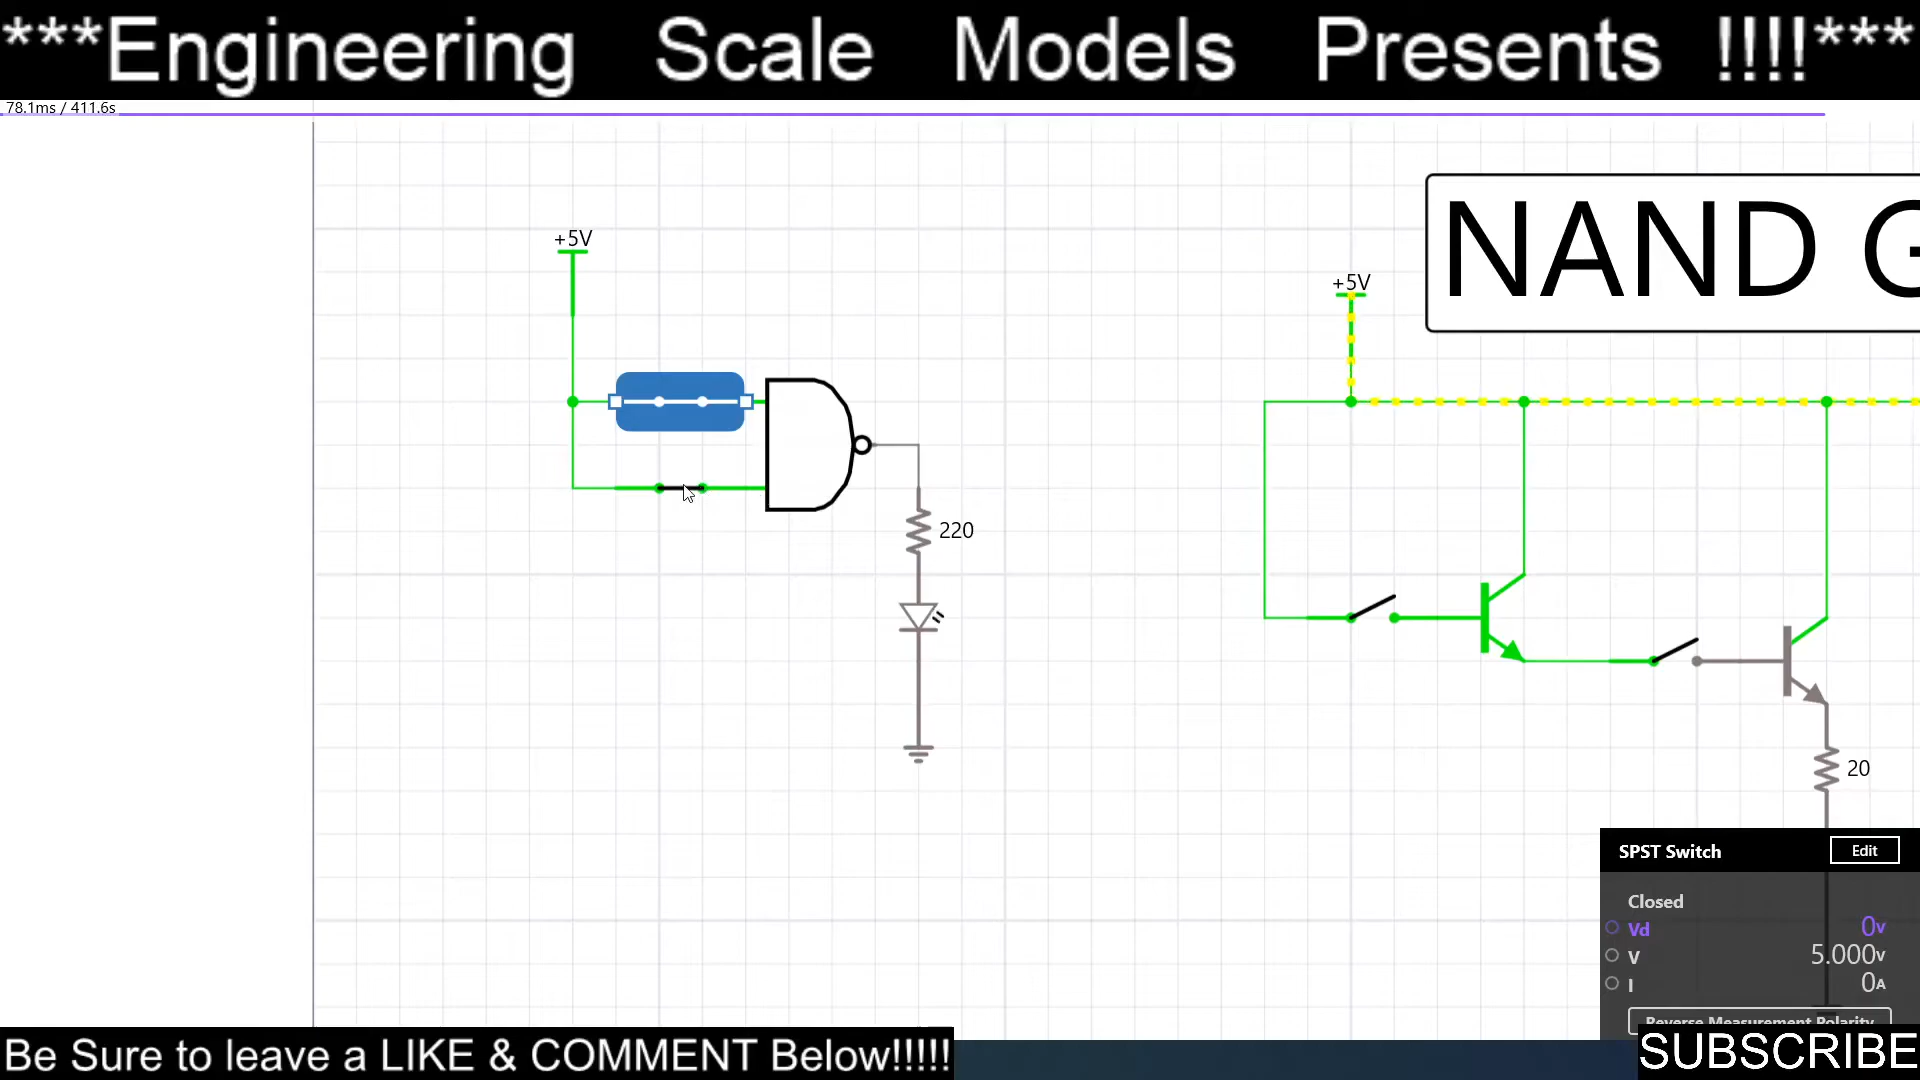 ***Engineering Scale Models Presents !!!!***
78.1ms / 411.6s
NAND G
+5V
+5V
220
20
SPST Switch
Edit
Closed
Vd 0v
V 5.000v
I 0A
Reverse Measurement Polarity
Be Sure to leave a LIKE & COMMENT Below!!!!!
SUBSCRIBE